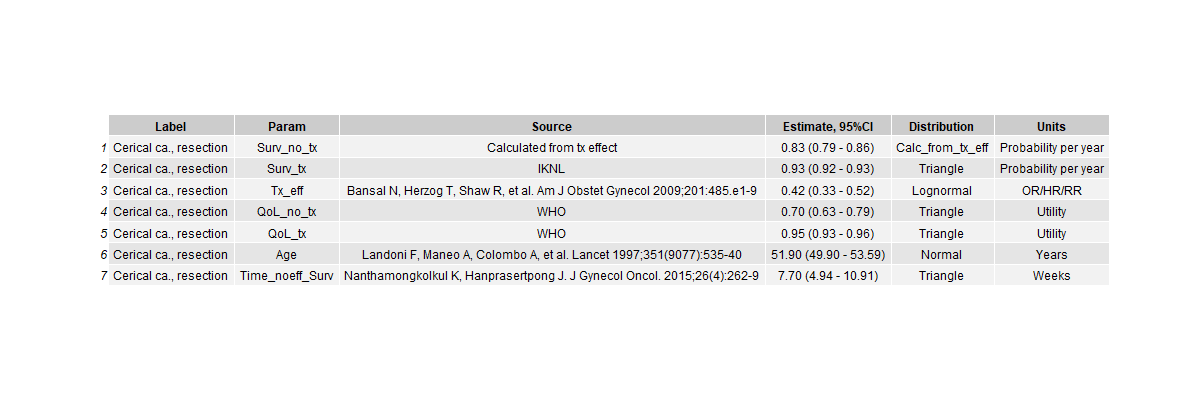 Label Param Source Estimate, 95%CI Distribution Units
1 Cerical ca., resection Surv_no_tx Calculated from tx effect 0.83 (0.79 - 0.86) Calc_from_tx_eff Probability per year
2 Cerical ca., resection Surv_tx IKNL 0.93 (0.92 - 0.93) Triangle Probability per year
3 Cerical ca., resection Tx_eff Bansal N, Herzog T, Shaw R, et al. Am J Obstet Gynecol 2009;201:485.e1-9 0.42 (0.33 - 0.52) Lognormal OR/HR/RR
4 Cerical ca., resection QoL_no_tx WHO 0.70 (0.63 - 0.79) Triangle Utility
5 Cerical ca., resection QoL_tx WHO 0.95 (0.93 - 0.96) Triangle Utility
6 Cerical ca., resection Age Landoni F, Maneo A, Colombo A, et al. Lancet 1997;351(9077):535-40 51.90 (49.90 - 53.59) Normal Years
7 Cerical ca., resection Time_noeff_Surv Nanthamongkolkul K, Hanprasertpong J. J Gynecol Oncol. 2015;26(4):262-9 7.70 (4.94 - 10.91) Triangle Weeks